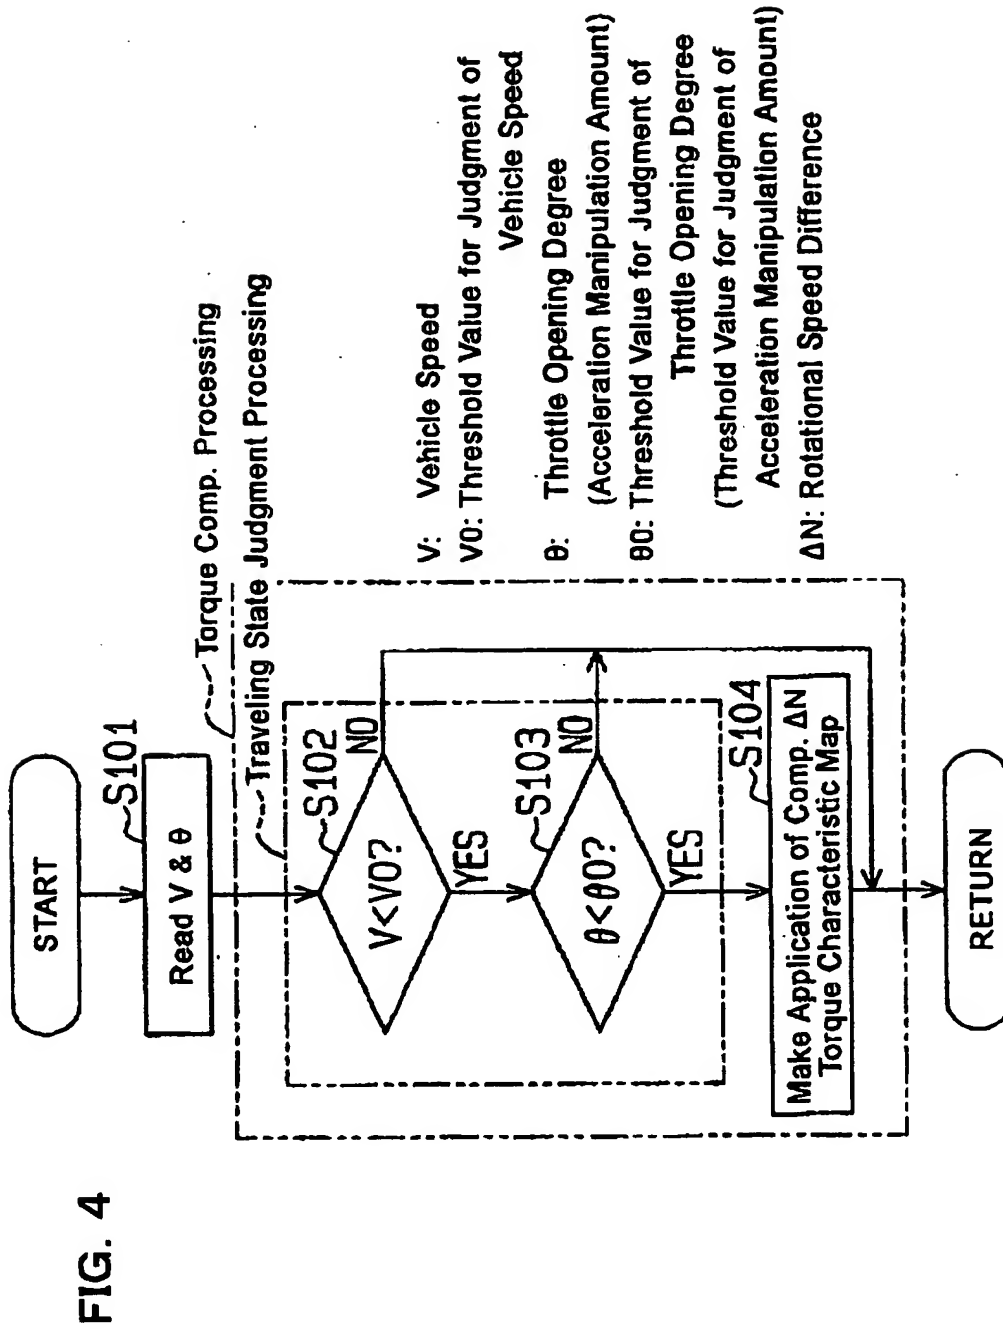 FIG. 4
START
S101
Read V & θ
Torque Comp. Processing
Traveling State Judgment Processing
S102
V<V0?
NO
YES
S103
θ<θ0?
NO
YES
S104
Make Application of Comp. ΔN
Torque Characteristic Map
RETURN
V: Vehicle Speed
V0: Threshold Value for Judgment of
Vehicle Speed
θ: Throttle Opening Degree
(Acceleration Manipulation Amount)
θ0: Threshold Value for Judgment of
Throttle Opening Degree
(Threshold Value for Judgment of
Acceleration Manipulation Amount)
ΔN: Rotational Speed Difference